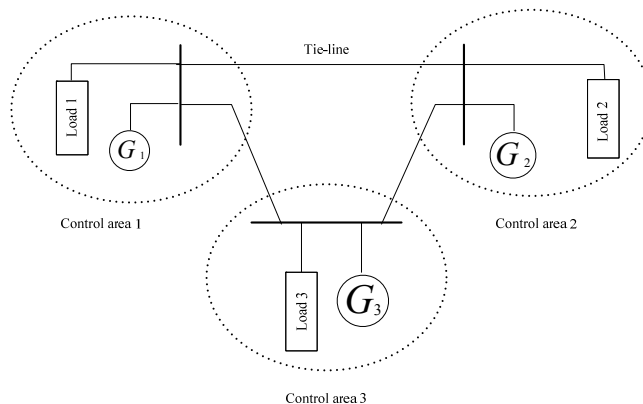 Tie-line
Load 1
G1
G2
Load 2
Control area 1
Control area 2
Load 3
G3
Control area 3